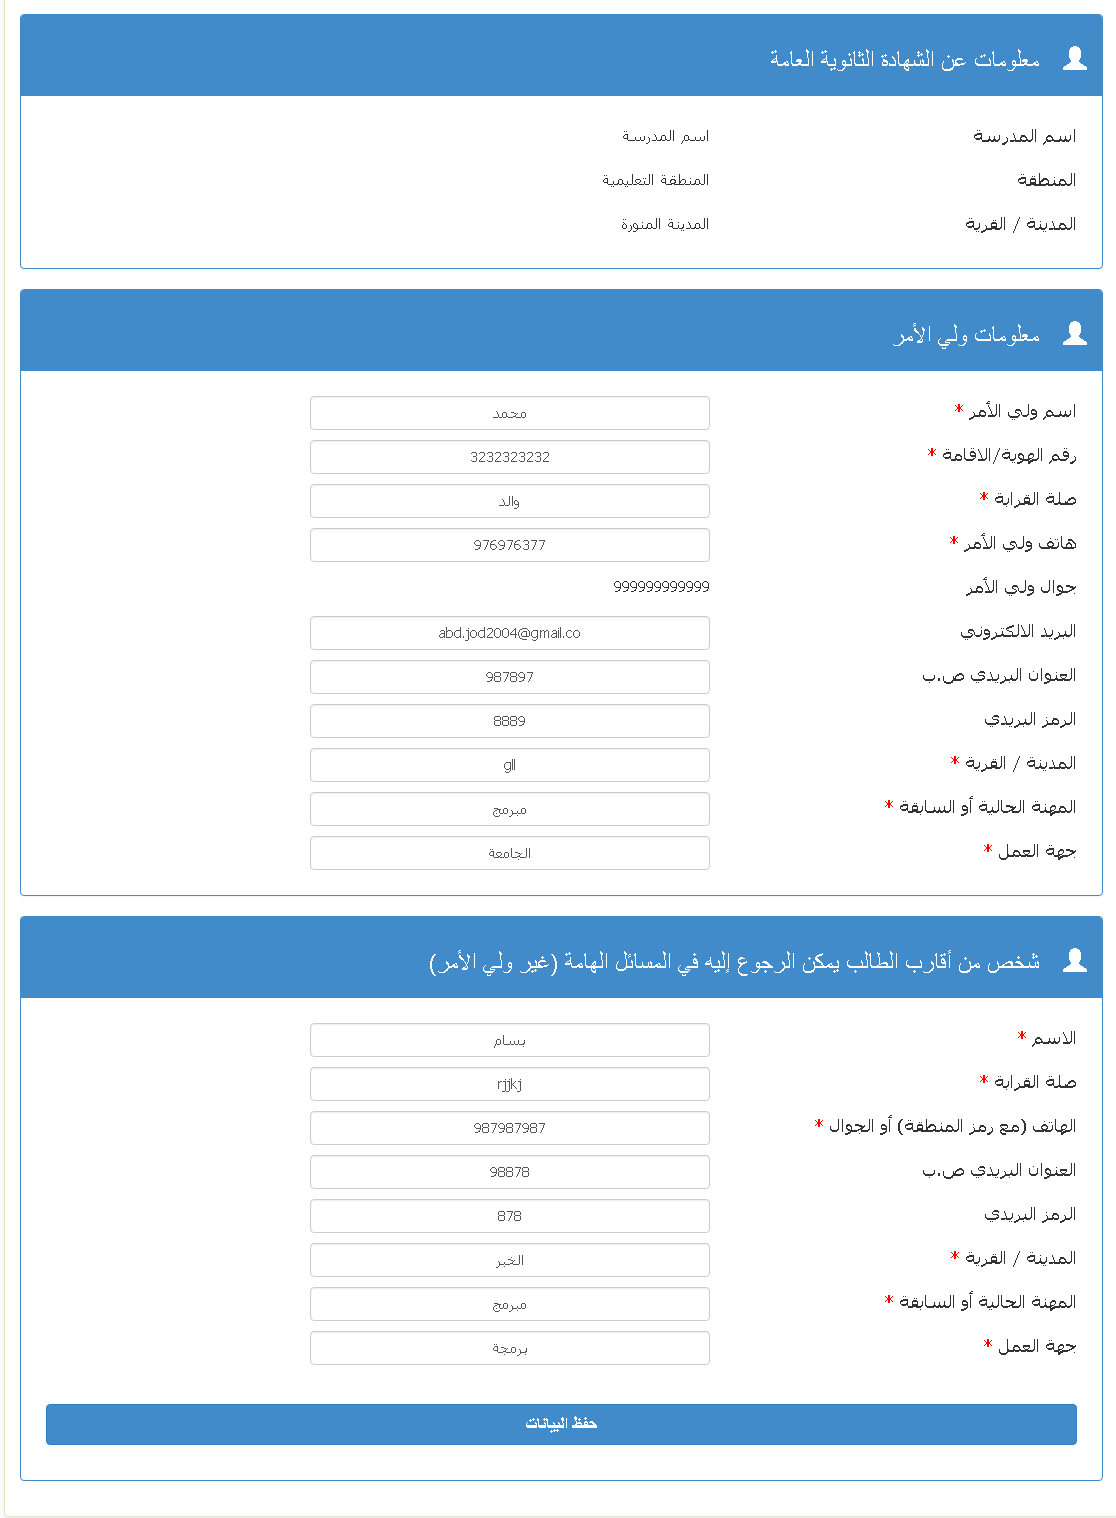 معلومات عن الشهادة الثانوية العامة
اسم المدرسة اسم المدرسة
المنطقة المنطقة التعليمية
المدينة / القرية المدينة المنورة
معلومات ولي الأمر
اسم ولي الأمر * محمد
رقم الهوية/الاقامة * 3232323232
صلة القرابة * والد
هاتف ولي الأمر * 976976377
جوال ولي الأمر 999999999999
البريد الالكتروني abd.jod2004@gmail.co
العنوان البريدي ص.ب 987897
الرمز البريدي 8889
المدينة / القرية * gll
المهنة الحالية أو السابقة * مبرمج
جهة العمل * الجامعة
شخص من أقارب الطالب يمكن الرجوع إليه في المسائل الهامة (غير ولي الأمر)
الاسم * بسام
صلة القرابة * rjjkj
الهاتف (مع رمز المنطقة) أو الجوال * 987987987
العنوان البريدي ص.ب 98878
الرمز البريدي 878
المدينة / القرية * الخبر
المهنة الحالية أو السابقة * مبرمج
جهة العمل * برمجة
حفظ البيانات